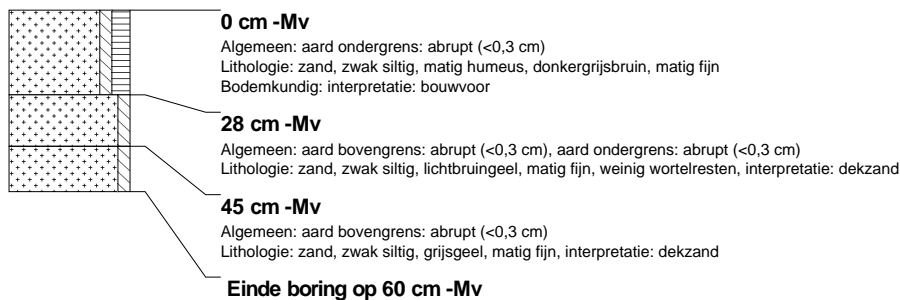 0 cm -Mv
Algemeen: aard ondergrens: abrupt (<0,3 cm)
Lithologie: zand, zwak siltig, matig humeus, donkergrijsbruin, matig fijn
Bodemkundig: interpretatie: bouwvoor
28 cm -Mv
Algemeen: aard bovengrens: abrupt (<0,3 cm), aard ondergrens: abrupt (<0,3 cm)
Lithologie: zand, zwak siltig, lichtbruingeel, matig fijn, weinig wortelresten, interpretatie: dekzand
45 cm -Mv
Algemeen: aard bovengrens: abrupt (<0,3 cm)
Lithologie: zand, zwak siltig, grijsgeel, matig fijn, interpretatie: dekzand
Einde boring op 60 cm -Mv